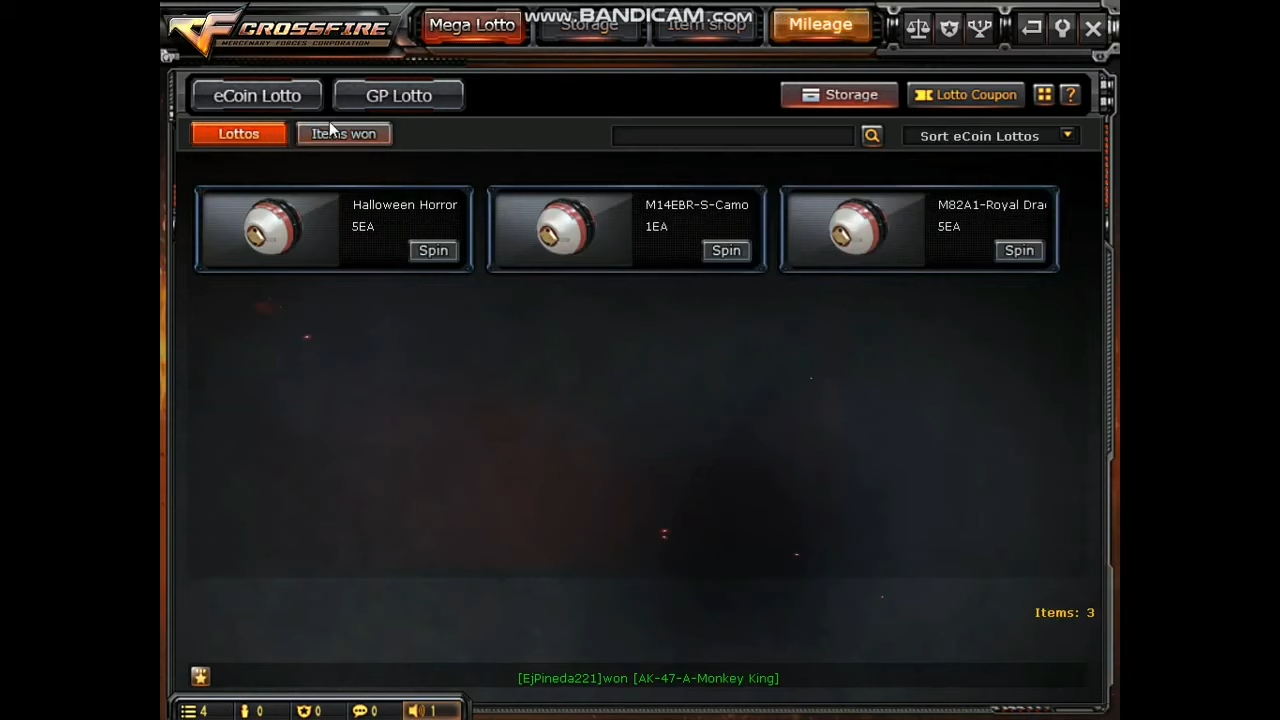 www.BANDICAM.com
CROSSFIRE
MERCENARY FORCES CORPORATION
Mega Lotto
Storage
Item Shop
Mileage
eCoin Lotto
GP Lotto
Storage
Lotto Coupon
?
Lottos
Items won
Sort eCoin Lottos
Halloween Horror
5EA
Spin
M14EBR-S-Camo
1EA
Spin
M82A1-Royal Dra
5EA
Spin
Items: 3
[EjPineda221]won [AK-47-A-Monkey King]
4
0
0
0
1